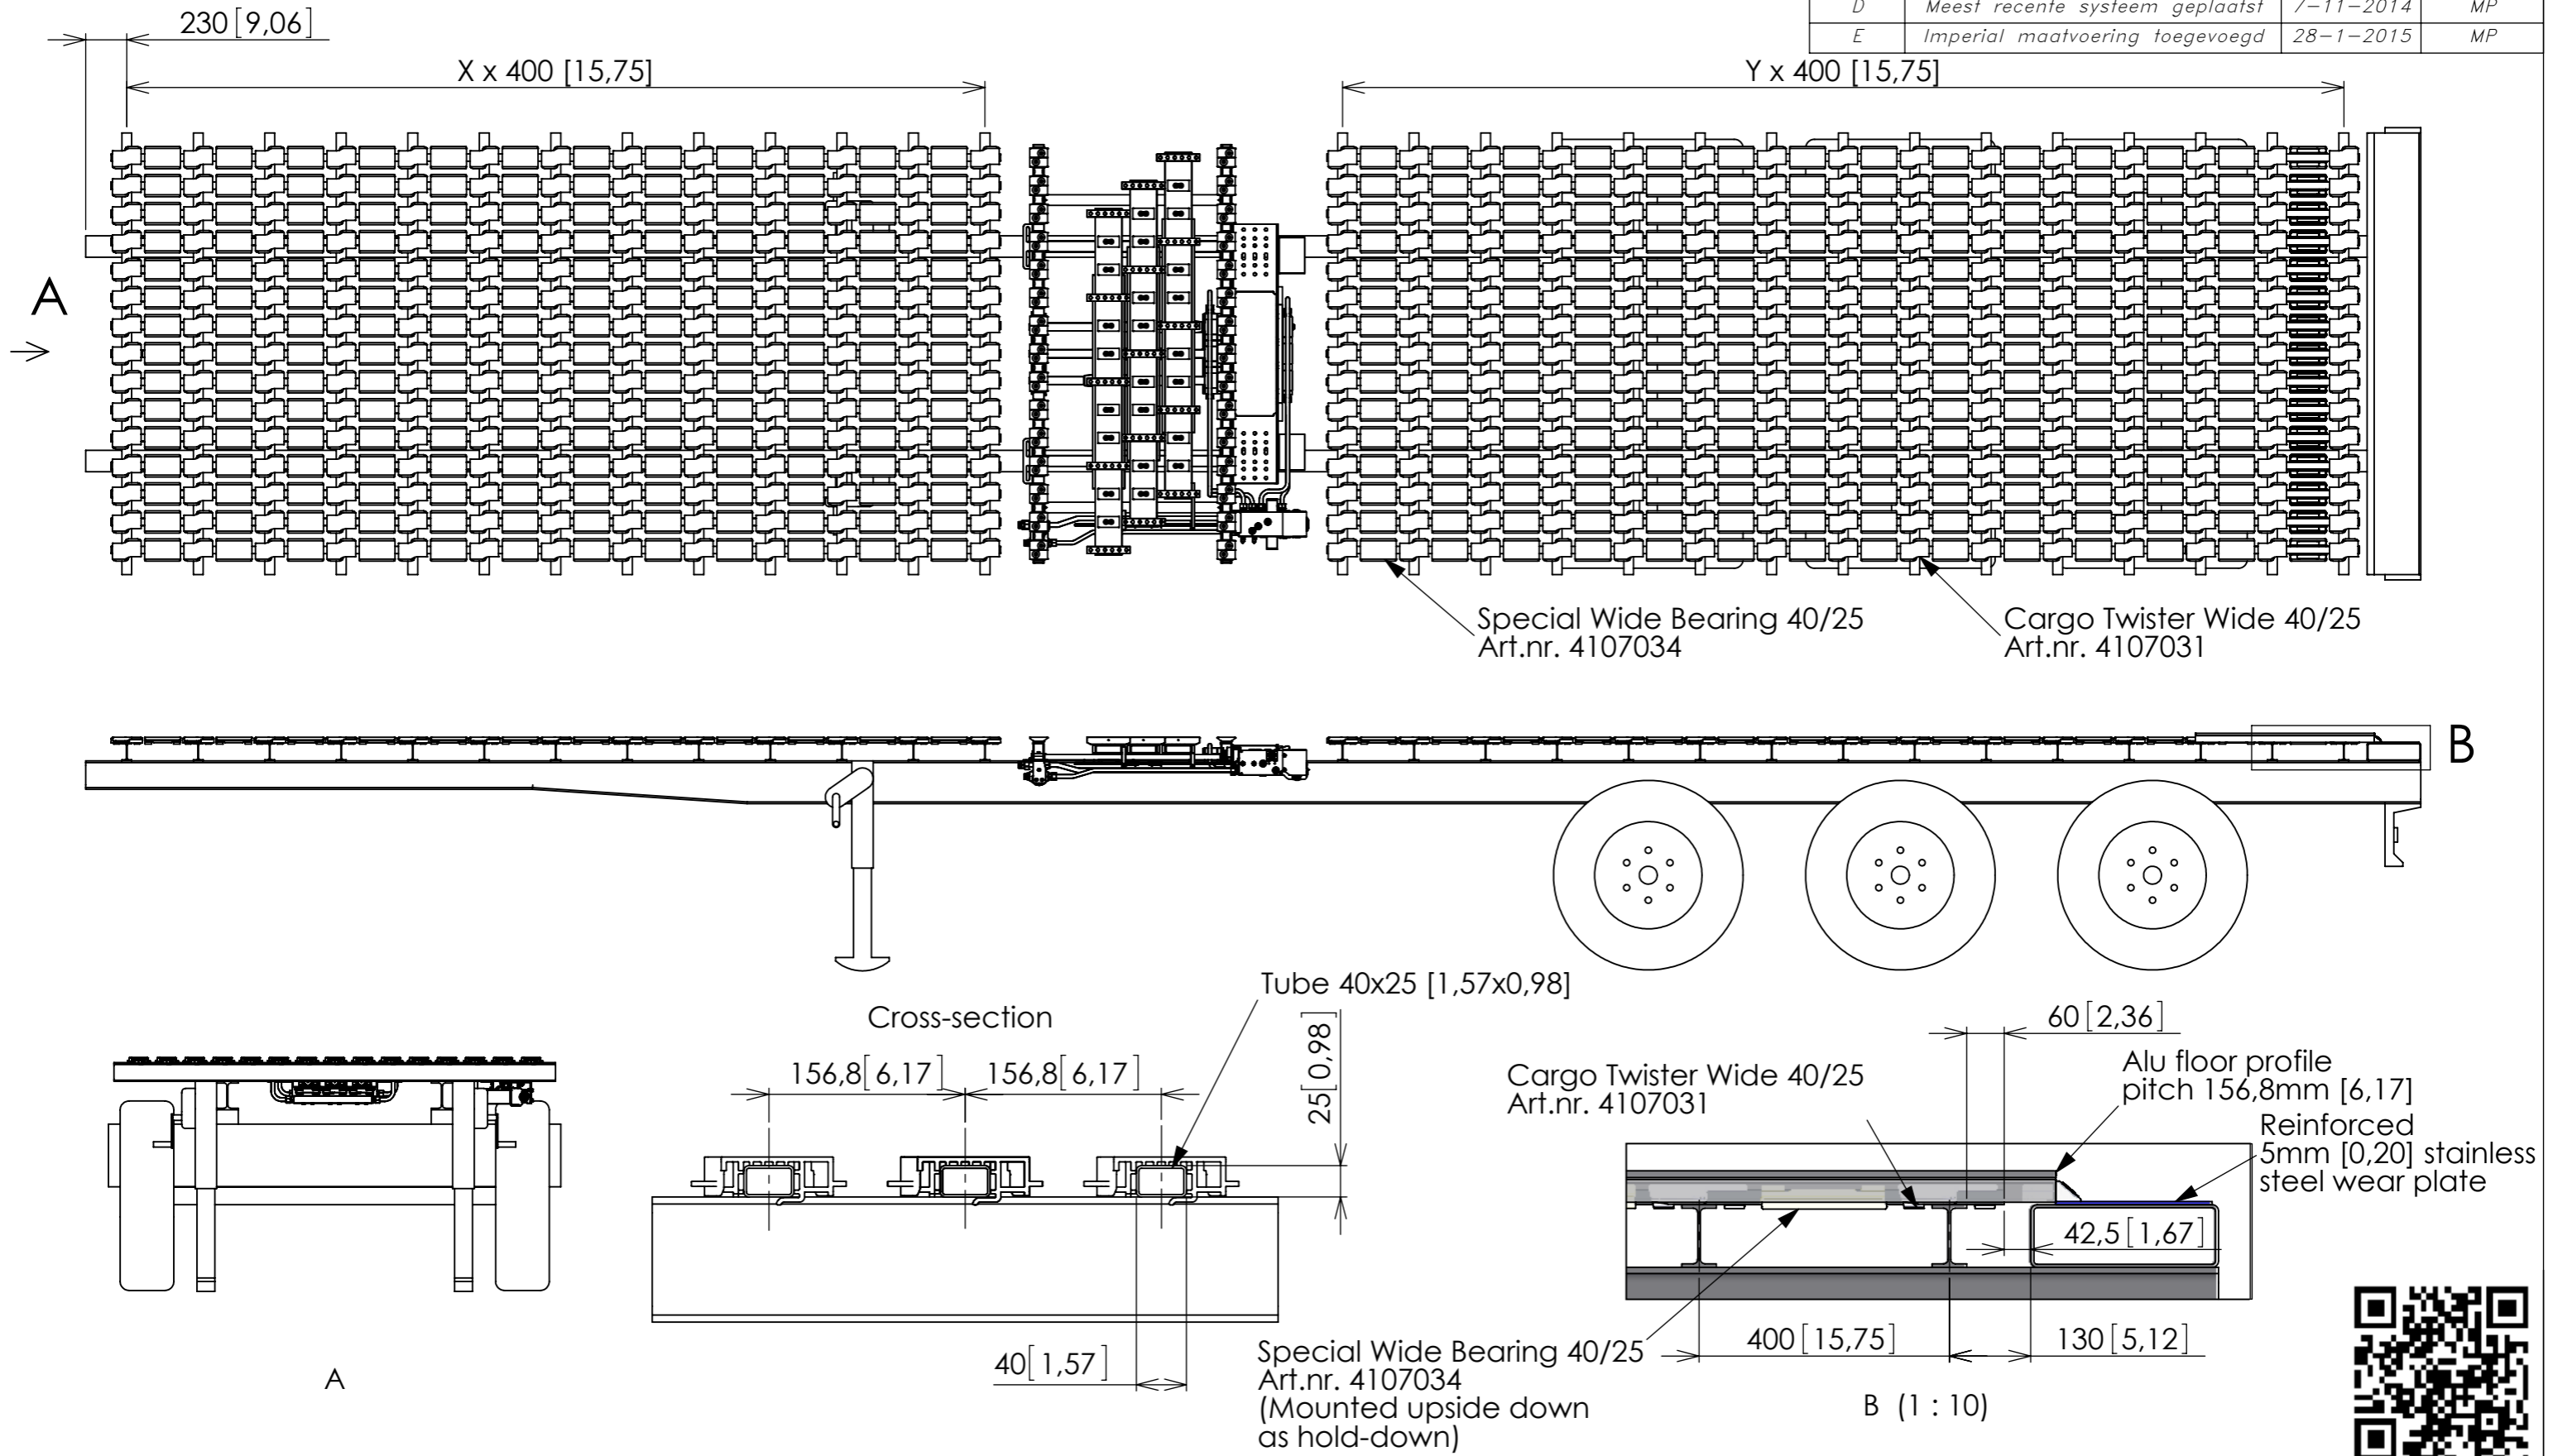 D Meest recente systeem geplaatst 7-11-2014 MP
E Imperial maatvoering toegevoegd 28-1-2015 MP
230[9,06]
X x 400 [15,75]
Y x 400 [15,75]
A
Special Wide Bearing 40/25
Art.nr. 4107034
Cargo Twister Wide 40/25
Art.nr. 4107031
B
Tube 40x25 [1,57x0,98]
Cross-section
156,8[6,17]
156,8[6,17]
25[0,98]
40[1,57]
A
60[2,36]
Cargo Twister Wide 40/25
Art.nr. 4107031
Alu floor profile
pitch 156,8mm [6,17]
Reinforced
5mm [0,20] stainless
steel wear plate
42,5[1,67]
400[15,75]
130[5,12]
Special Wide Bearing 40/25
Art.nr. 4107034
(Mounted upside down
as hold-down)
B (1 : 10)